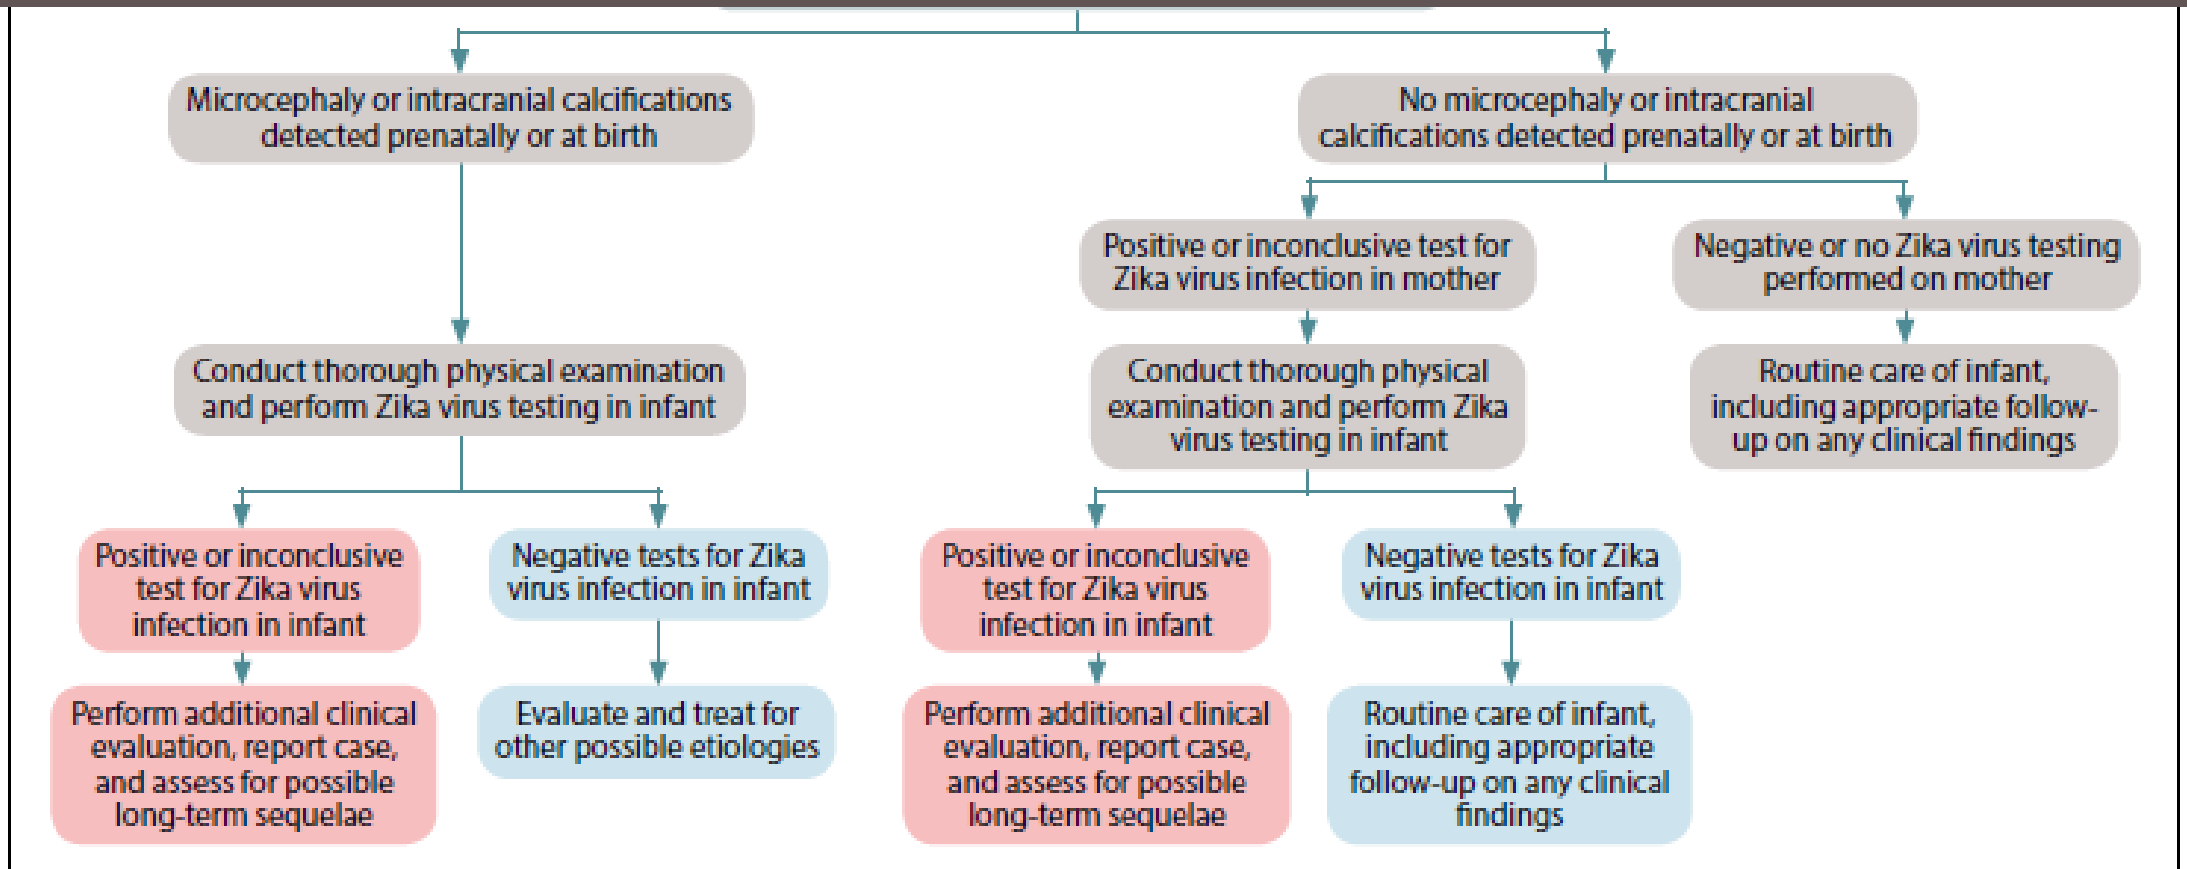 Microcephaly or intracranial calcifications
detected prenatally or at birth
No microcephaly or intracranial
calcifications detected prenatally or at birth
Positive or inconclusive test for
Zika virus infection in mother
Negative or no Zika virus testing
performed on mother
Conduct thorough physical examination
and perform Zika virus testing in infant
Conduct thorough physical
examination and perform Zika
virus testing in infant
Routine care of infant,
including appropriate follow-
up on any clinical findings
Positive or inconclusive
test for Zika virus
infection in infant
Negative tests for Zika
virus infection in infant
Positive or inconclusive
test for Zika virus
infection in infant
Negative tests for Zika
virus infection in infant
Perform additional clinical
evaluation, report case,
and assess for possible
long-term sequelae
Evaluate and treat for
other possible etiologies
Perform additional clinical
evaluation, report case,
and assess for possible
long-term sequelae
Routine care of infant,
including appropriate
follow-up on any clinical
findings